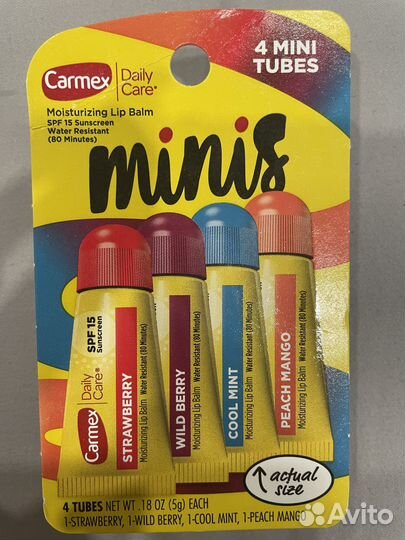 Carmex Daily Care®
4 MINI TUBES
Moisturizing Lip Balm
SPF 15 Sunscreen
Water Resistant
(80 Minutes)
minis
Carmex Daily Care®
SPF 15 Sunscreen
STRAWBERRY
Moisturizing Lip Balm Water Resistant (80 Minutes)
WILD BERRY
Moisturizing Lip Balm Water Resistant (80 Minutes)
COOL MINT
Moisturizing Lip Balm Water Resistant (80 Minutes)
PEACH MANGO
Moisturizing Lip Balm Water Resistant (80 Minutes)
actual size
4 TUBES NET WT .18 OZ (5g) EACH
1-STRAWBERRY, 1-WILD BERRY, 1-COOL MINT, 1-PEACH MANGO
Avito